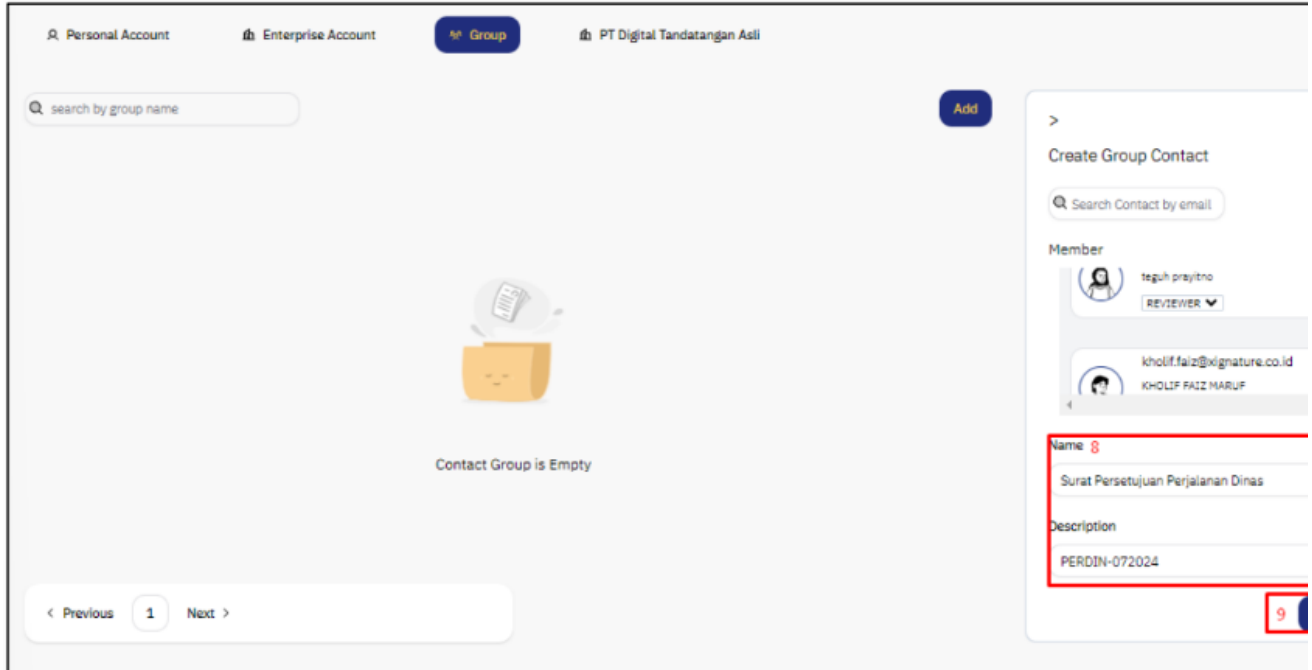 Personal Account
Enterprise Account
Group
PT Digital Tandatangan Asli
search by group name
Add
>
Create Group Contact
Search Contact by email
Member
teguh prayitno
REVIEWER
kholif.faiz@xignature.co.id
KHOLIF FAIZ MARUF
Name 8
Surat Persetujuan Perjalanan Dinas
Description
PERDIN-072024
9
Contact Group is Empty
< Previous 1 Next >